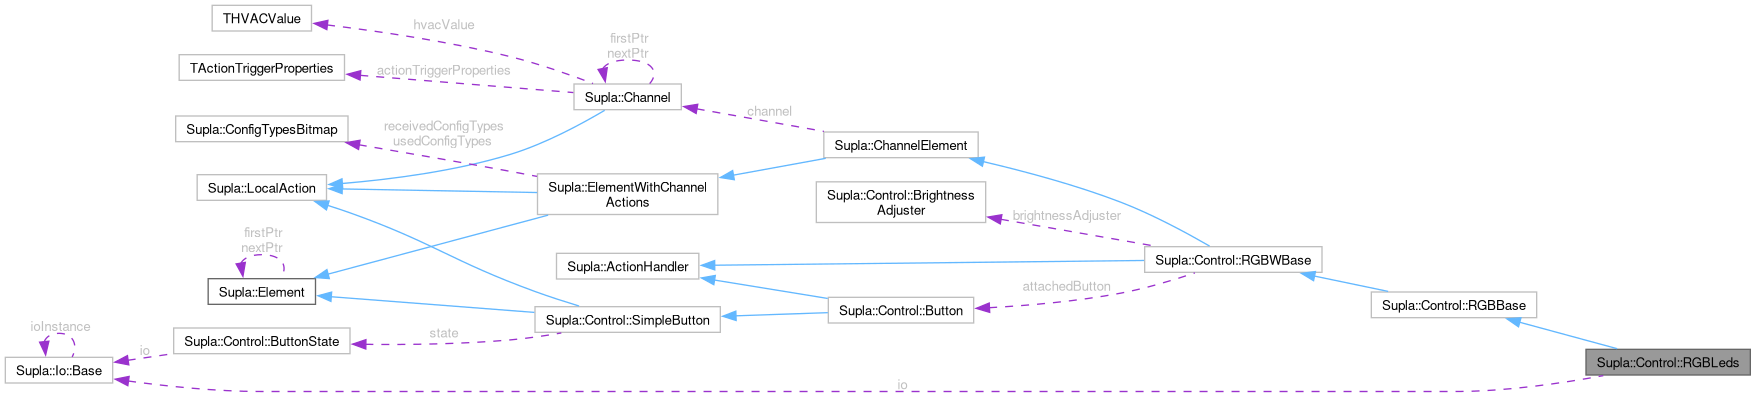 THVACValue
hvacValue
firstPtr
nextPtr
TActionTriggerProperties
actionTriggerProperties
Supla::Channel
channel
Supla::ConfigTypesBitmap
receivedConfigTypes
usedConfigTypes
Supla::ChannelElement
Supla::LocalAction
Supla::ElementWithChannel
Actions
Supla::Control::Brightness
Adjuster
brightnessAdjuster
firstPtr
nextPtr
Supla::ActionHandler
Supla::Control::RGBWBase
Supla::Element
attachedButton
Supla::Control::RGBBase
Supla::Control::Button
Supla::Control::SimpleButton
ioInstance
state
Supla::Control::ButtonState
io
Supla::Io::Base
Supla::Control::RGBLeds
io